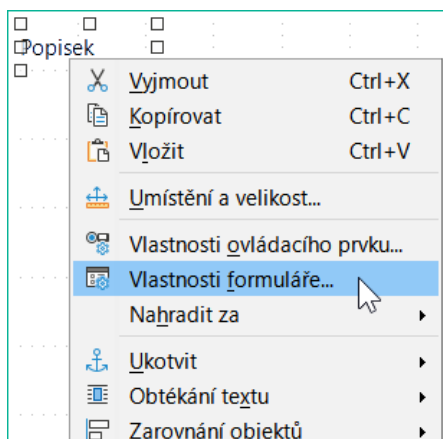 Popisek
Vyjmout Ctrl+X
Kopírovat Ctrl+C
Vložit Ctrl+V
Umístění a velikost...
Vlastnosti ovládacího prvku...
Vlastnosti formuláře...
Nahradit za
Ukotvit
Obtékání textu
Zarovnání objektů